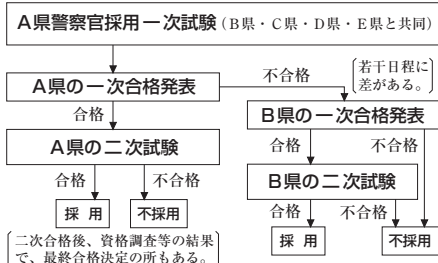 A県警察官採用一次試験（B県・C県・D県・E県と共同）
不合格
若干日程に
差がある。
A県の一次合格発表
合格
B県の一次合格発表
合格
不合格
A県の二次試験
B県の二次試験
合格
不合格
合格
不合格
採用
不採用
採用
不採用
二次合格後、資格調査等の結果
で、最終合格決定の所もある。